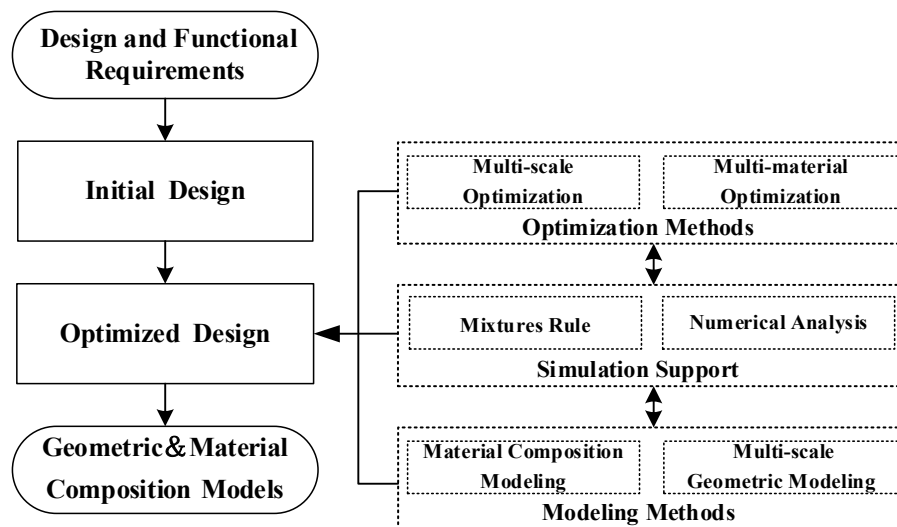 Design and Functional
Requirements
Initial Design
Optimized Design
Geometric&Material
Composition Models
Multi-scale
Optimization
Multi-material
Optimization
Optimization Methods
Mixtures Rule
Numerical Analysis
Simulation Support
Material Composition
Modeling
Multi-scale
Geometric Modeling
Modeling Methods